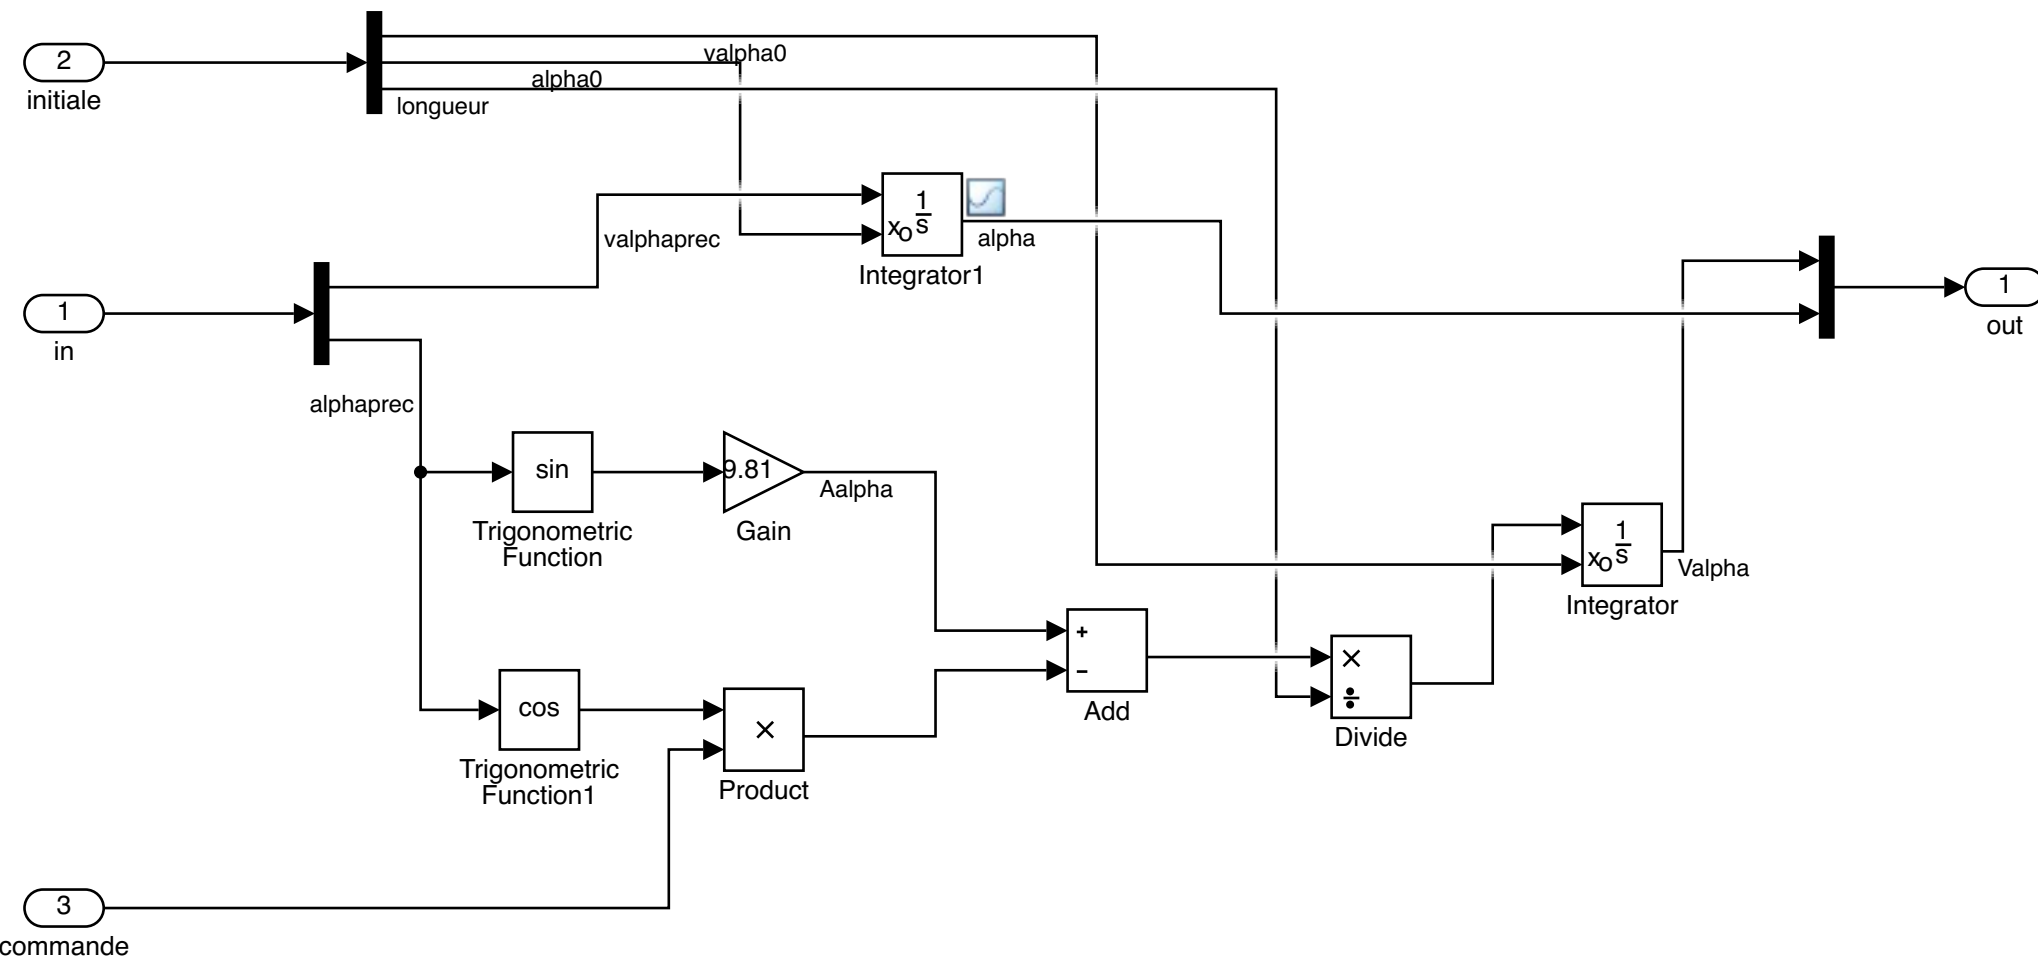 2
initiale
valpha0
alpha0
longueur
1
s
xo
alpha
Integrator1
valphaprec
1
in
1
out
alphaprec
sin
Trigonometric
Function
9.81
Gain
Aalpha
1
s
xo
Valpha
Integrator
+
−
Add
×
÷
Divide
cos
Trigonometric
Function1
×
Product
3
commande